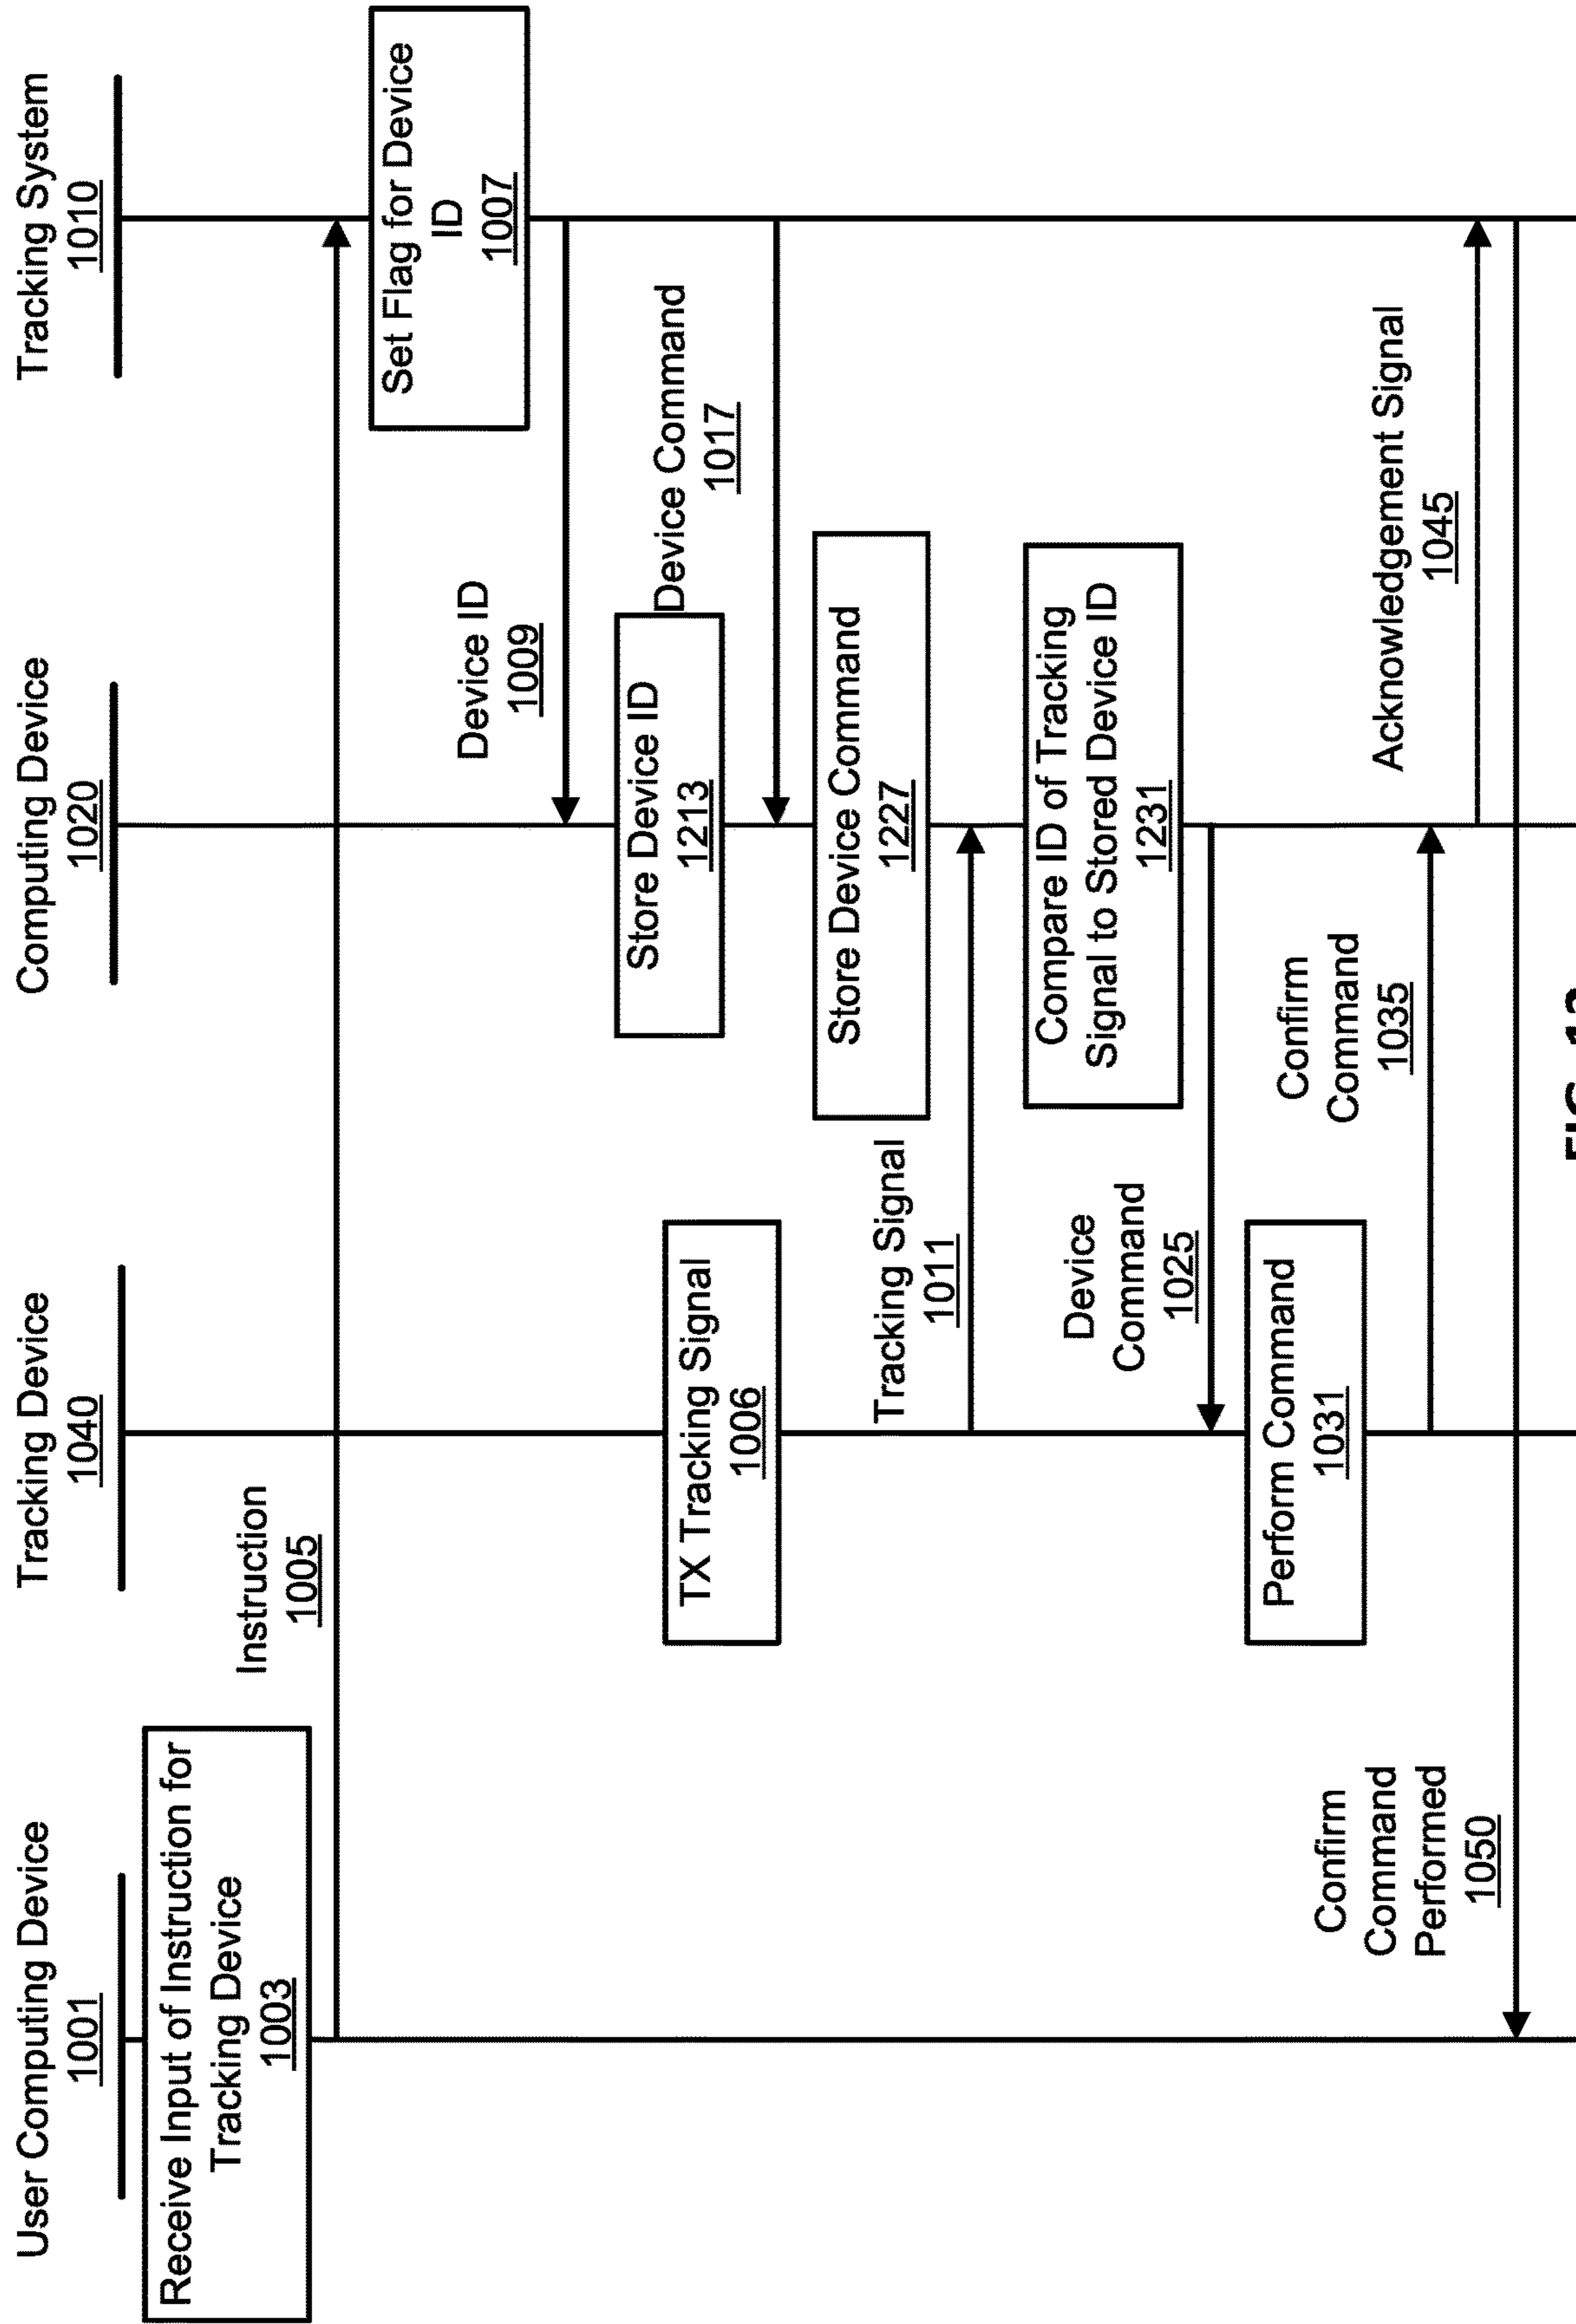 User Computing Device
1001
Tracking Device
1040
Computing Device
1020
Tracking System
1010
Receive Input of Instruction for
Tracking Device
1003
Instruction
1005
Set Flag for Device
ID
1007
Device ID
1009
Store Device ID
1213
TX Tracking Signal
1006
Device Command
1017
Store Device Command
1227
Tracking Signal
1011
Compare ID of Tracking
Signal to Stored Device ID
1231
Device
Command
1025
Perform Command
1031
Confirm
Command
1035
Acknowledgement Signal
1045
Confirm
Command
Performed
1050